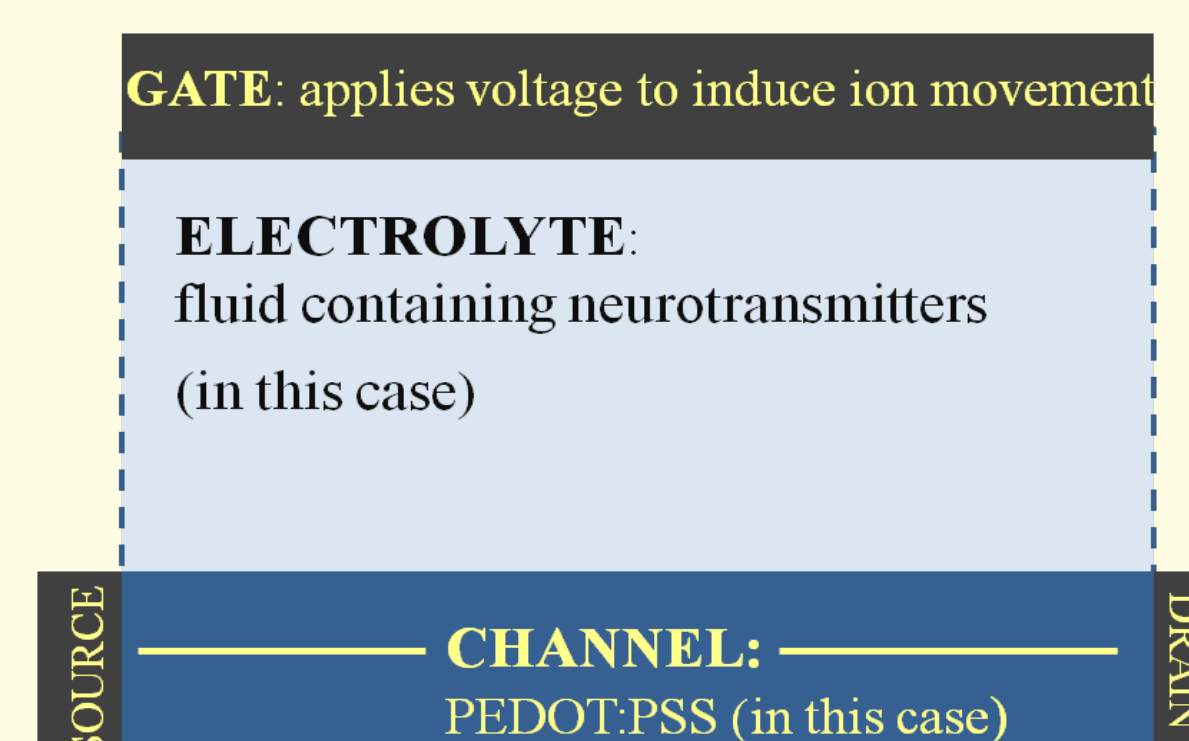 GATE: applies voltage to induce ion movement
ELECTROLYTE:
fluid containing neurotransmitters
(in this case)
SOURCE
CHANNEL:
PEDOT:PSS (in this case)
DRAIN